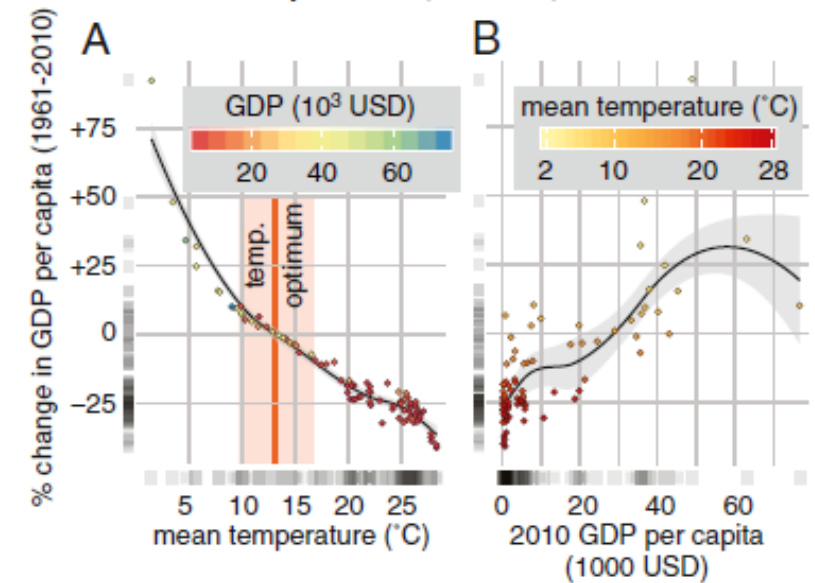 A
B
% change in GDP per capita (1961-2010)
GDP (10³ USD)
20 40 60
mean temperature (˚C)
2 10 20 28
+75
+50
+25
0
−25
temp.
optimum
5 10 15 20 25
mean temperature (˚C)
0 20 40 60
2010 GDP per capita
(1000 USD)